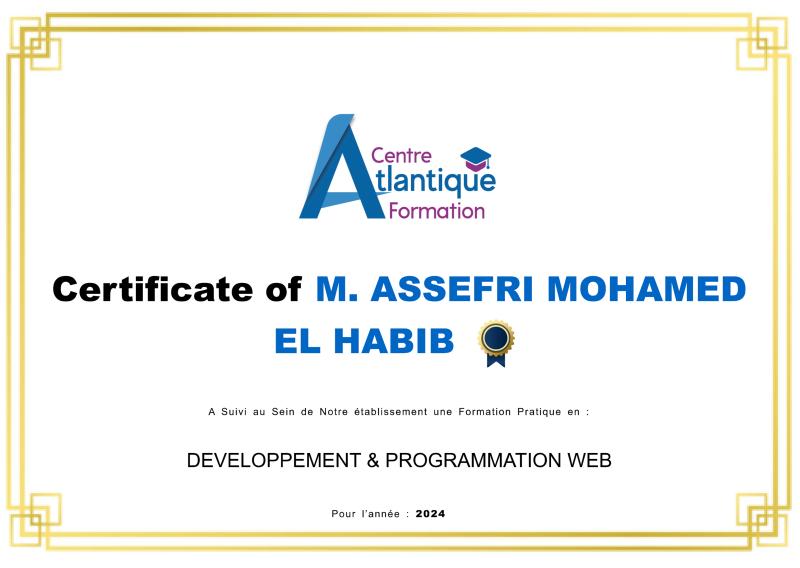 Centre
Atlantique
Formation
Certificate of M. ASSEFRI MOHAMED
EL HABIB
A Suivi au Sein de Notre établissement une Formation Pratique en :
DEVELOPPEMENT & PROGRAMMATION WEB
Pour l'année : 2024